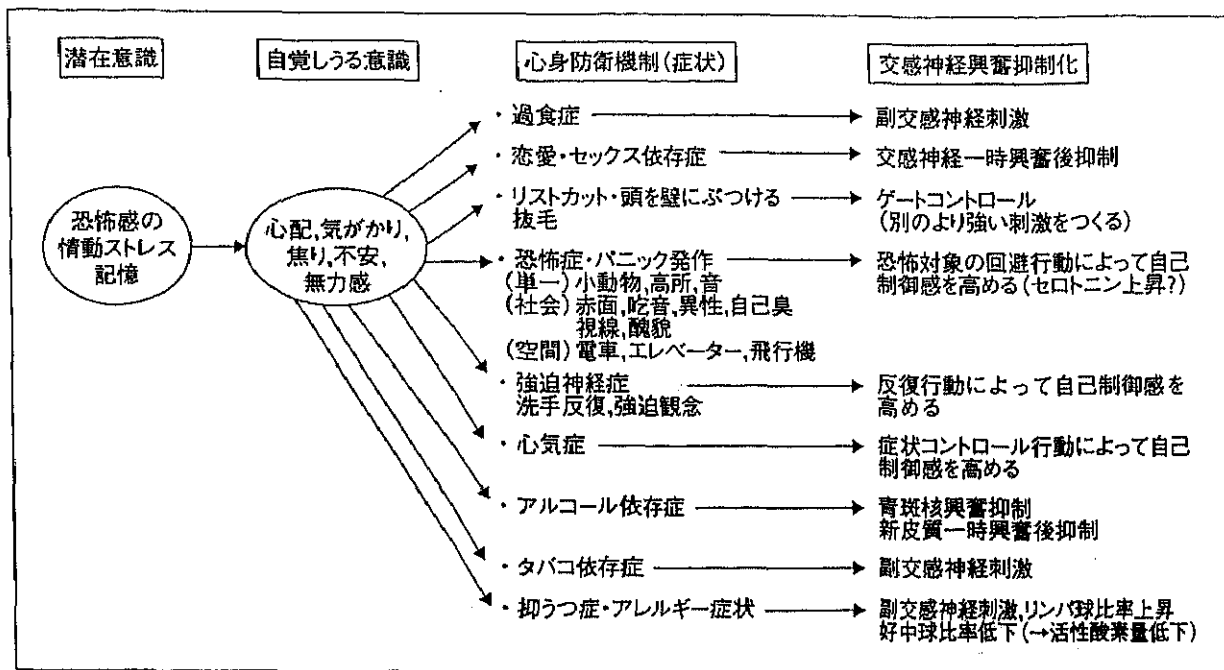 潜在意識
自覚しうる意識
心身防衛機制(症状)
交感神経興奮抑制化
恐怖感の
情動ストレス
記憶
心配,気がかり,
焦り,不安,
無力感
・過食症
副交感神経刺激
・恋愛・セックス依存症
交感神経一時興奮後抑制
・リストカット・頭を壁にぶつける
抜毛
ゲートコントロール
(別のより強い刺激をつくる)
・恐怖症・パニック発作
(単一)小動物,高所,音
(社会)赤面,吃音,異性,自己臭
視線,醜貌
(空間)電車,エレベーター,飛行機
恐怖対象の回避行動によって自己
制御感を高める(セロトニン上昇?)
・強迫神経症
洗手反復,強迫観念
反復行動によって自己制御感を
高める
・心気症
症状コントロール行動によって自己
制御感を高める
・アルコール依存症
青斑核興奮抑制
新皮質一時興奮後抑制
・タバコ依存症
副交感神経刺激
・抑うつ症・アレルギー症状
副交感神経刺激,リンパ球比率上昇
好中球比率低下(→活性酸素量低下)